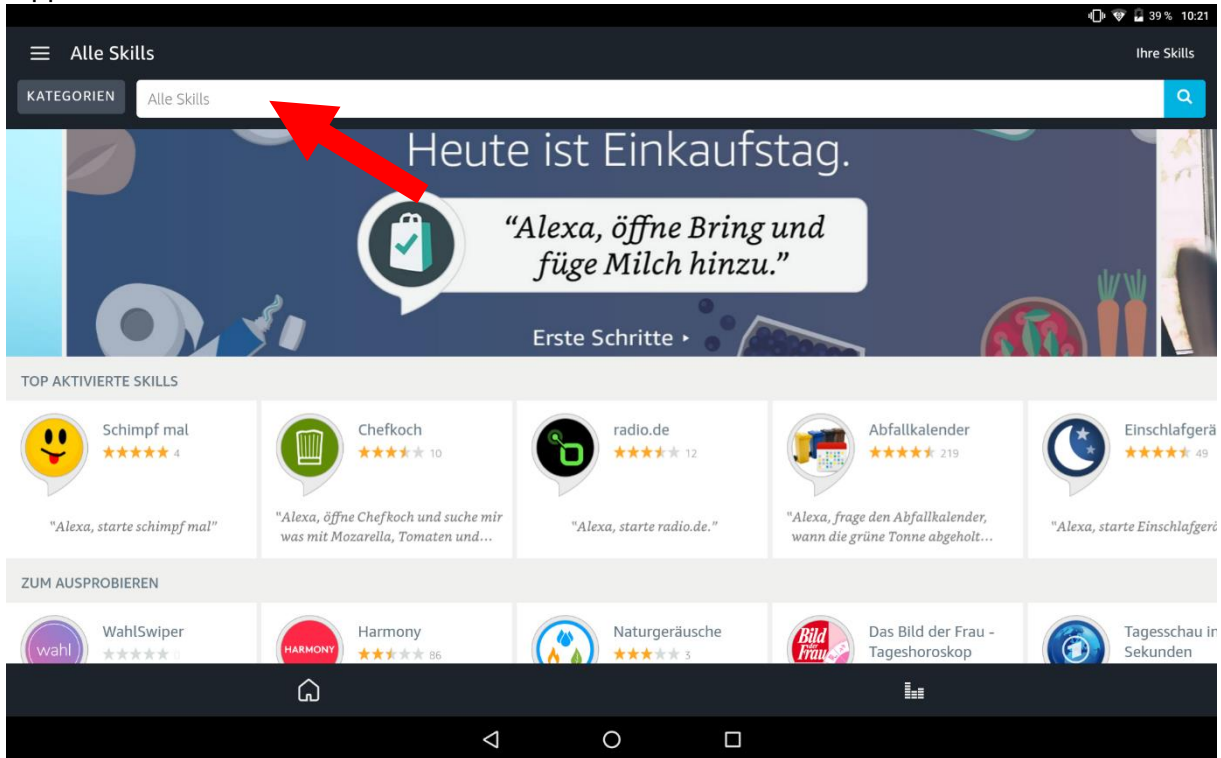 39 % 10:21
Alle Skills
Ihre Skills
KATEGORIEN
Alle Skills
Heute ist Einkaufstag.
“Alexa, öffne Bring und
füge Milch hinzu.”
Erste Schritte
TOP AKTIVIERTE SKILLS
Schimpf mal
4
"Alexa, starte schimpf mal"
Chefkoch
10
"Alexa, öffne Chefkoch und suche mir
was mit Mozarella, Tomaten und...
radio.de
12
"Alexa, starte radio.de."
Abfallkalender
219
"Alexa, frage den Abfallkalender,
wann die grüne Tonne abgeholt...
Einschlafgerä
49
"Alexa, starte Einschlafgerä
ZUM AUSPROBIEREN
wahl
WahlSwiper
0
HARMONY
Harmony
86
Naturgeräusche
3
Bild
der
Frau
Das Bild der Frau -
Tageshoroskop
Tagesschau in
Sekunden